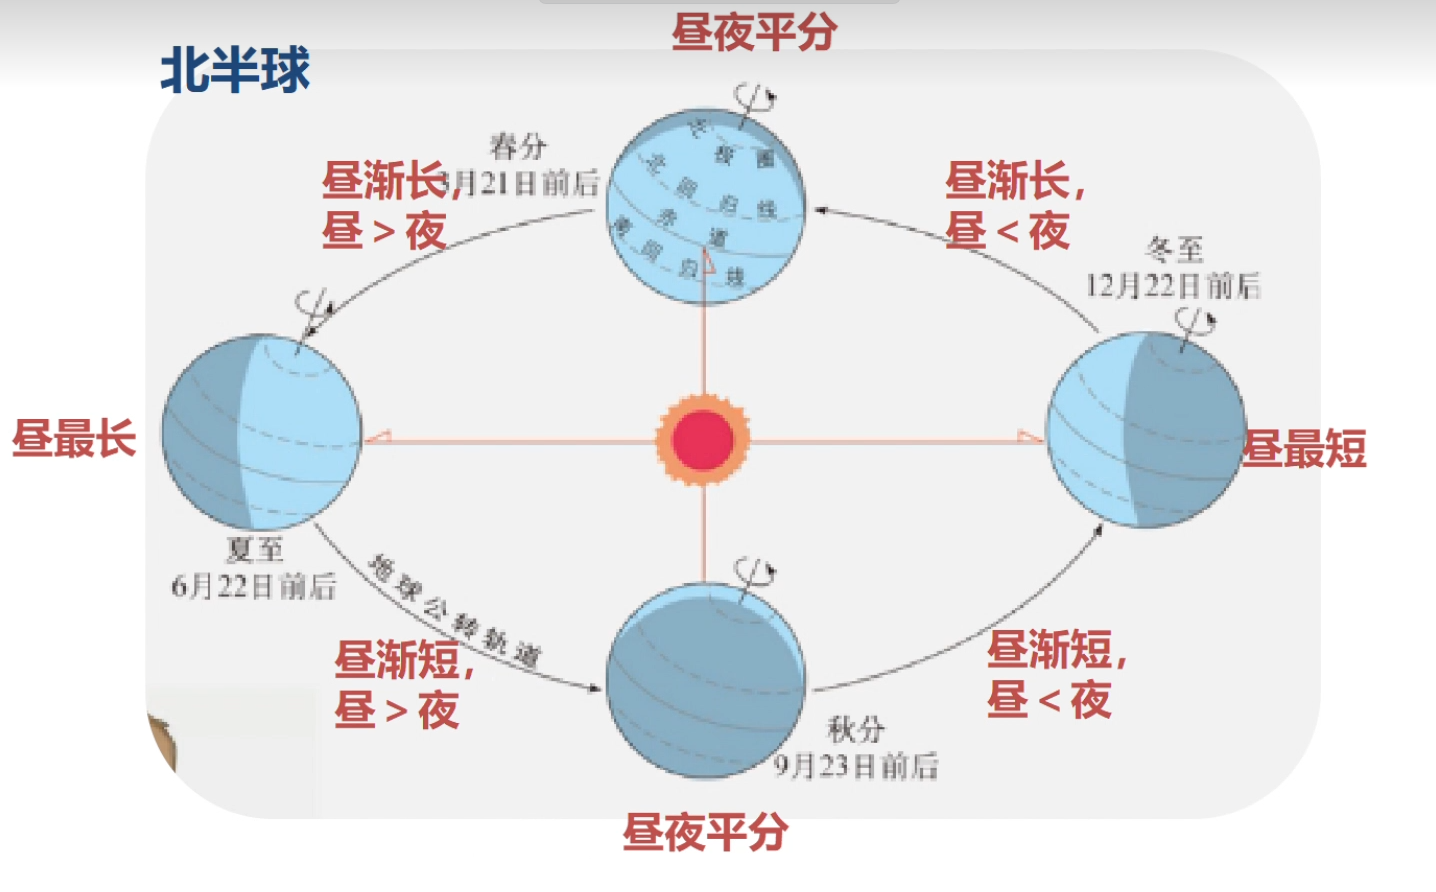 昼夜平分
北半球
春分
3月21日前后
昼渐长，
昼＞夜
昼渐长，
昼＜夜
冬至
12月22日前后
北极圈
北回归线
赤道
南回归线
昼最长
昼最短
夏至
6月22日前后
地球公转轨道
昼渐短，
昼＞夜
昼渐短，
昼＜夜
秋分
9月23日前后
昼夜平分